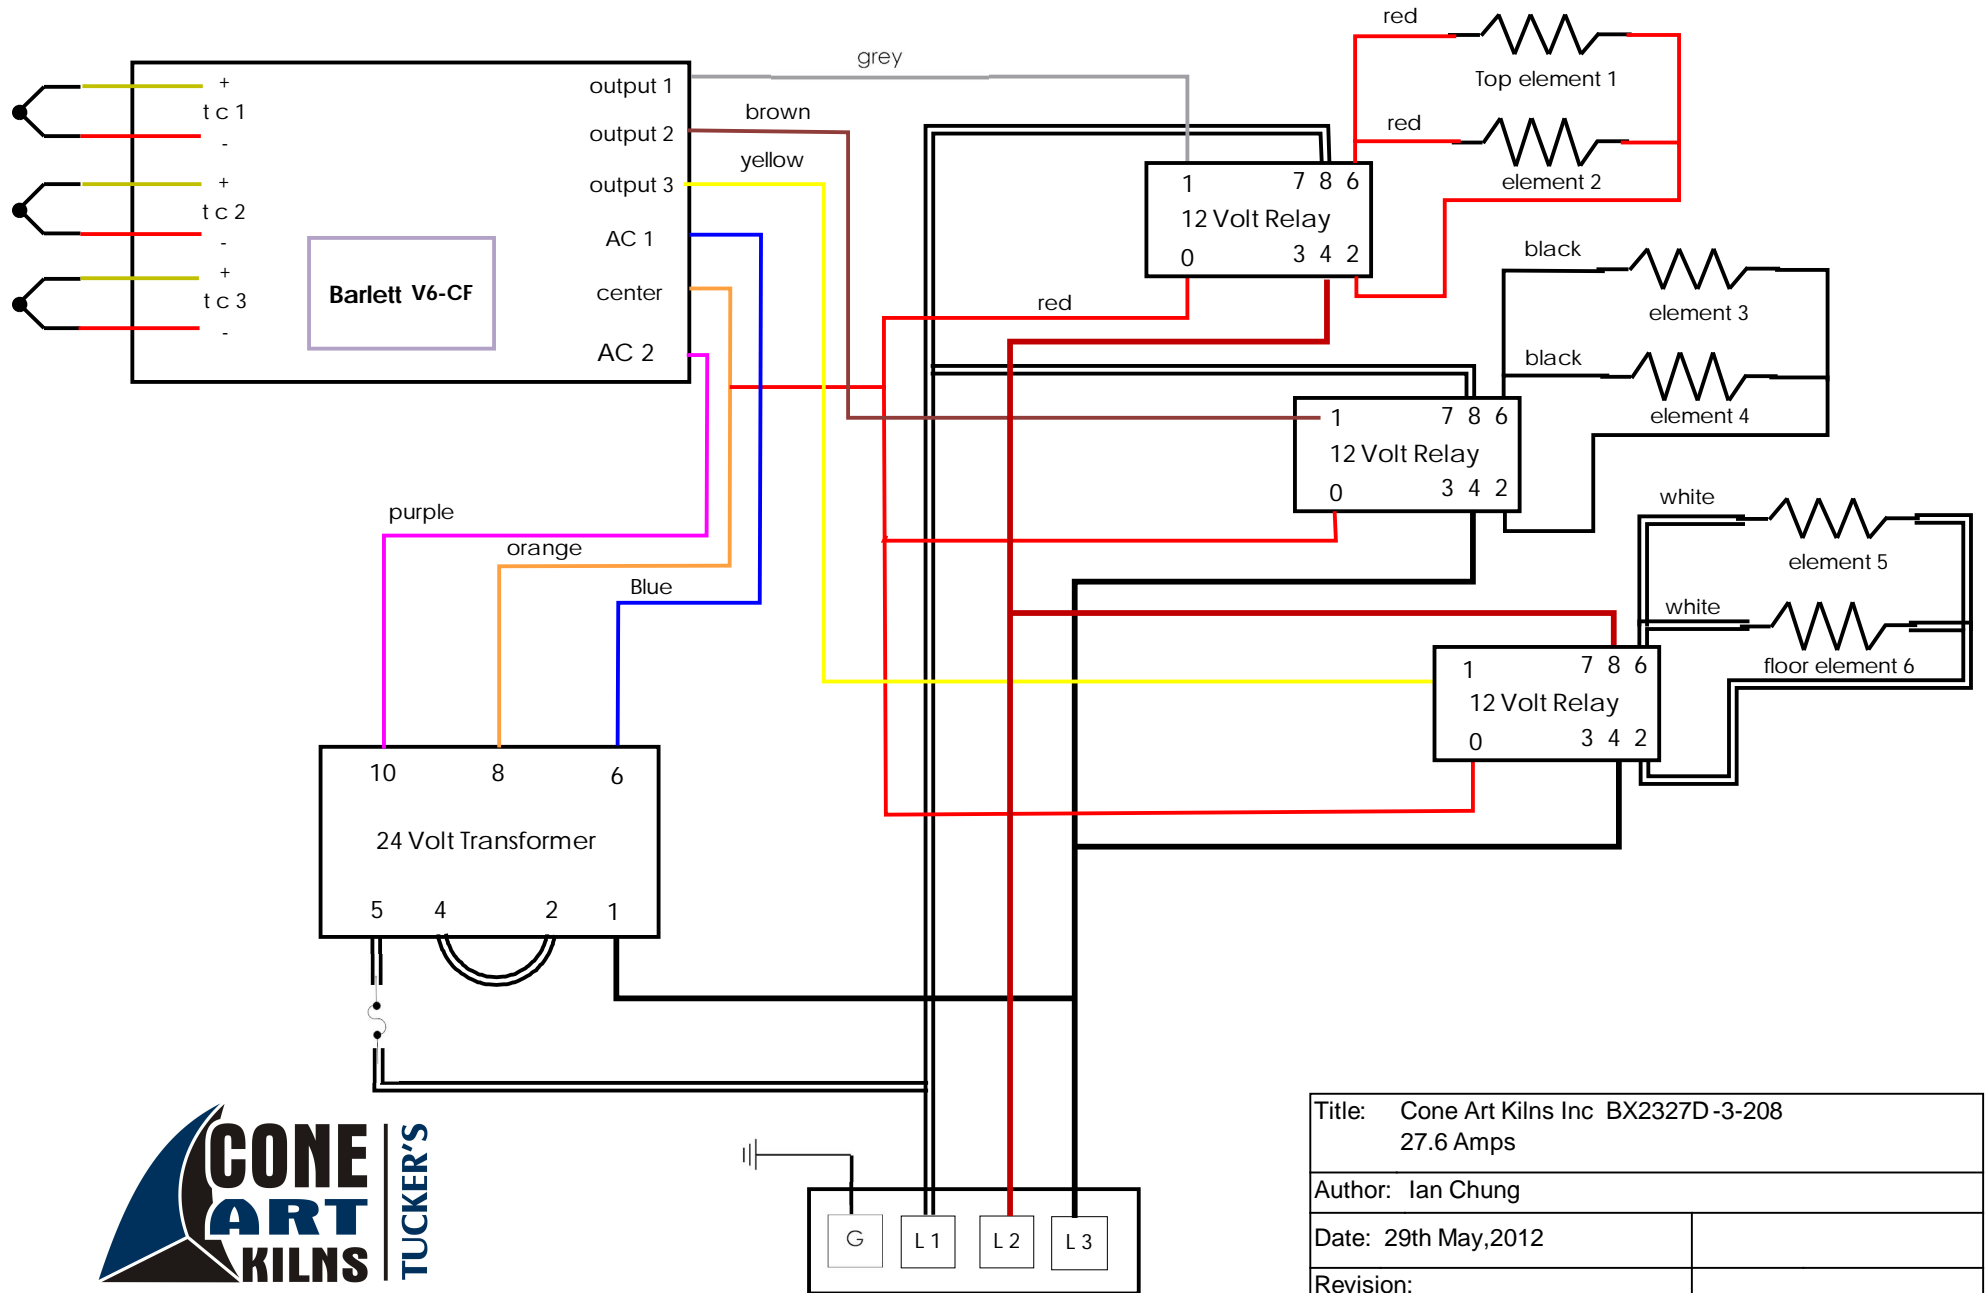 +
t c 1
-
+
t c 2
-
+
t c 3
-
Barlett V6-CF
output 1
output 2
output 3
AC 1
center
AC 2
grey
brown
yellow
purple
orange
Blue
red
10 8 6
24 Volt Transformer
5 4 2 1
1 7 8 6
12 Volt Relay
0 3 4 2
red
Top element 1
red
element 2
1 7 8 6
12 Volt Relay
0 3 4 2
black
element 3
black
element 4
1 7 8 6
12 Volt Relay
0 3 4 2
white
element 5
white
floor element 6
G L 1 L 2 L 3
CONE
ART
KILNS
TUCKER'S
Title: Cone Art Kilns Inc BX2327D-3-208
27.6 Amps
Author: Ian Chung
Date: 29th May,2012
Revision: